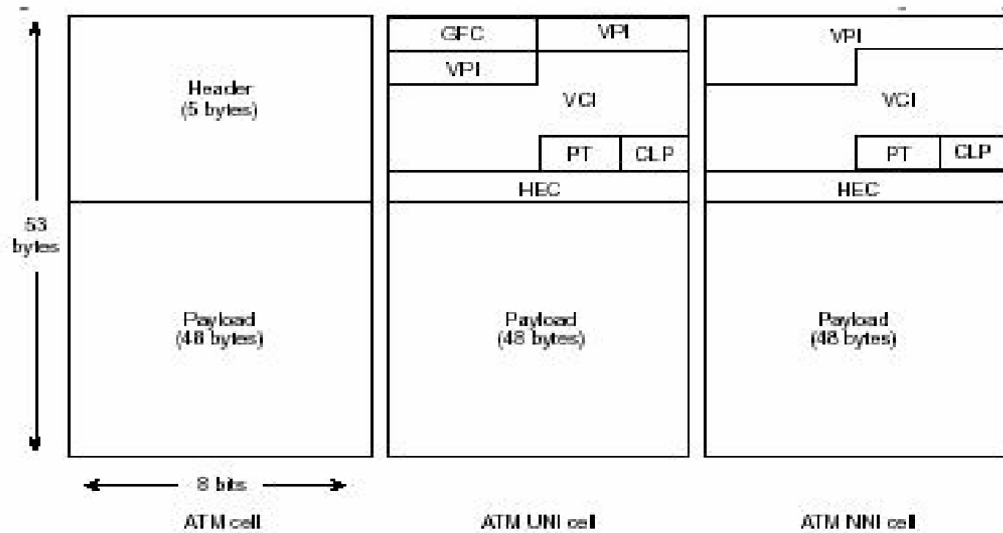 Header
(5 bytes)
53
bytes
Payload
(48 bytes)
8 bits
ATM cell
GFC
VPI
VPI
VCI
PT
CLP
HEC
Payload
(48 bytes)
ATM UNI cell
VPI
VCI
PT
CLP
HEC
Payload
(48 bytes)
ATM NNI cell